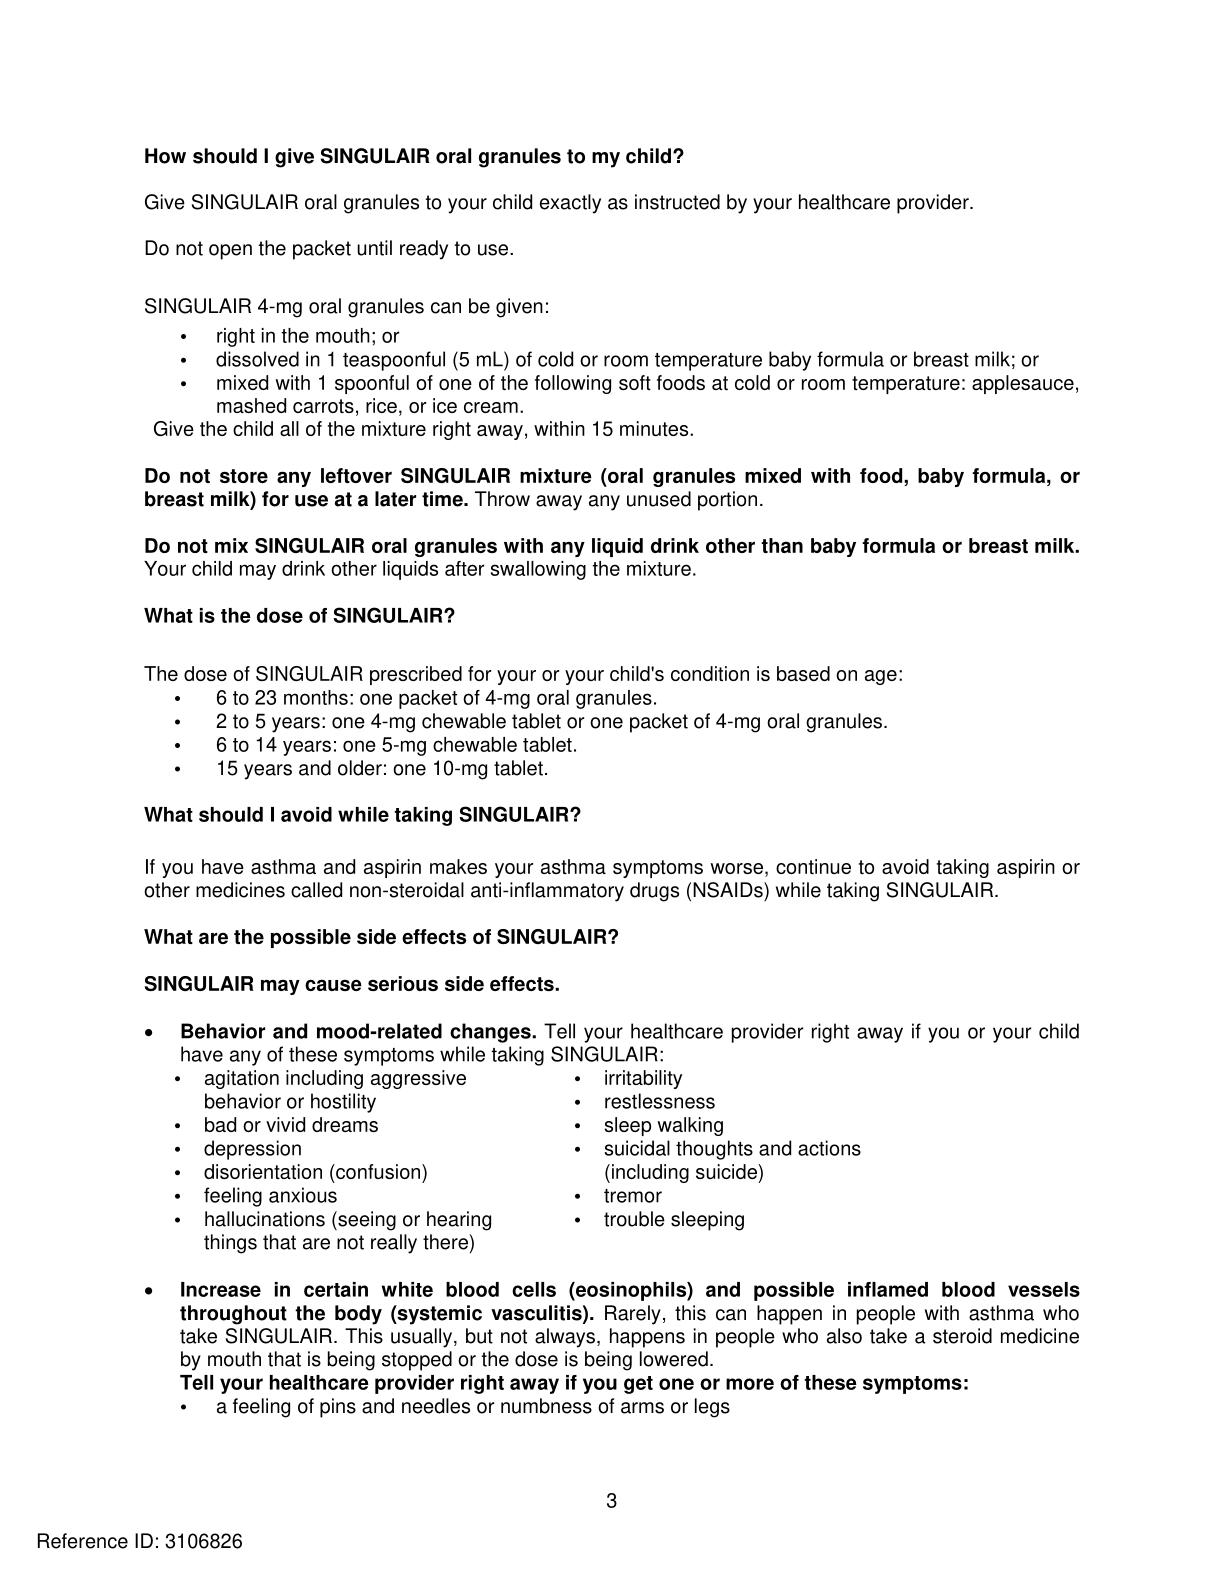 How should I give SINGULAIR oral granules to my child?
Give SINGULAIR oral granules to your child exactly as instructed by your healthcare provider.
Do not open the packet until ready to use.
SINGULAIR 4-mg oral granules can be given:
• right in the mouth; or
• dissolved in 1 teaspoonful (5 mL) of cold or room temperature baby formula or breast milk; or
• mixed with 1 spoonful of one of the following soft foods at cold or room temperature: applesauce,
mashed carrots, rice, or ice cream.
Give the child all of the mixture right away, within 15 minutes.
Do not store any leftover SINGULAIR mixture (oral granules mixed with food, baby formula, or
breast milk) for use at a later time. Throw away any unused portion.
Do not mix SINGULAIR oral granules with any liquid drink other than baby formula or breast milk.
Your child may drink other liquids after swallowing the mixture.
What is the dose of SINGULAIR?
The dose of SINGULAIR prescribed for your or your child's condition is based on age:
• 6 to 23 months: one packet of 4-mg oral granules.
• 2 to 5 years: one 4-mg chewable tablet or one packet of 4-mg oral granules.
• 6 to 14 years: one 5-mg chewable tablet.
• 15 years and older: one 10-mg tablet.
What should I avoid while taking SINGULAIR?
If you have asthma and aspirin makes your asthma symptoms worse, continue to avoid taking aspirin or
other medicines called non-steroidal anti-inflammatory drugs (NSAIDs) while taking SINGULAIR.
What are the possible side effects of SINGULAIR?
SINGULAIR may cause serious side effects.
• Behavior and mood-related changes. Tell your healthcare provider right away if you or your child
have any of these symptoms while taking SINGULAIR:
• agitation including aggressive
behavior or hostility
• bad or vivid dreams
• depression
• disorientation (confusion)
• feeling anxious
• hallucinations (seeing or hearing
things that are not really there)
• irritability
• restlessness
• sleep walking
• suicidal thoughts and actions
(including suicide)
• tremor
• trouble sleeping
• Increase in certain white blood cells (eosinophils) and possible inflamed blood vessels
throughout the body (systemic vasculitis). Rarely, this can happen in people with asthma who
take SINGULAIR. This usually, but not always, happens in people who also take a steroid medicine
by mouth that is being stopped or the dose is being lowered.
Tell your healthcare provider right away if you get one or more of these symptoms:
• a feeling of pins and needles or numbness of arms or legs
3
Reference ID: 3106826